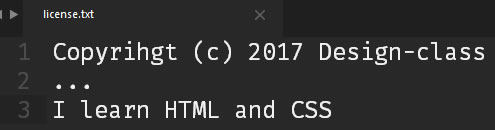 license.txt ×
1 Copyrihgt (c) 2017 Design-class
2 ...
3 I learn HTML and CSS